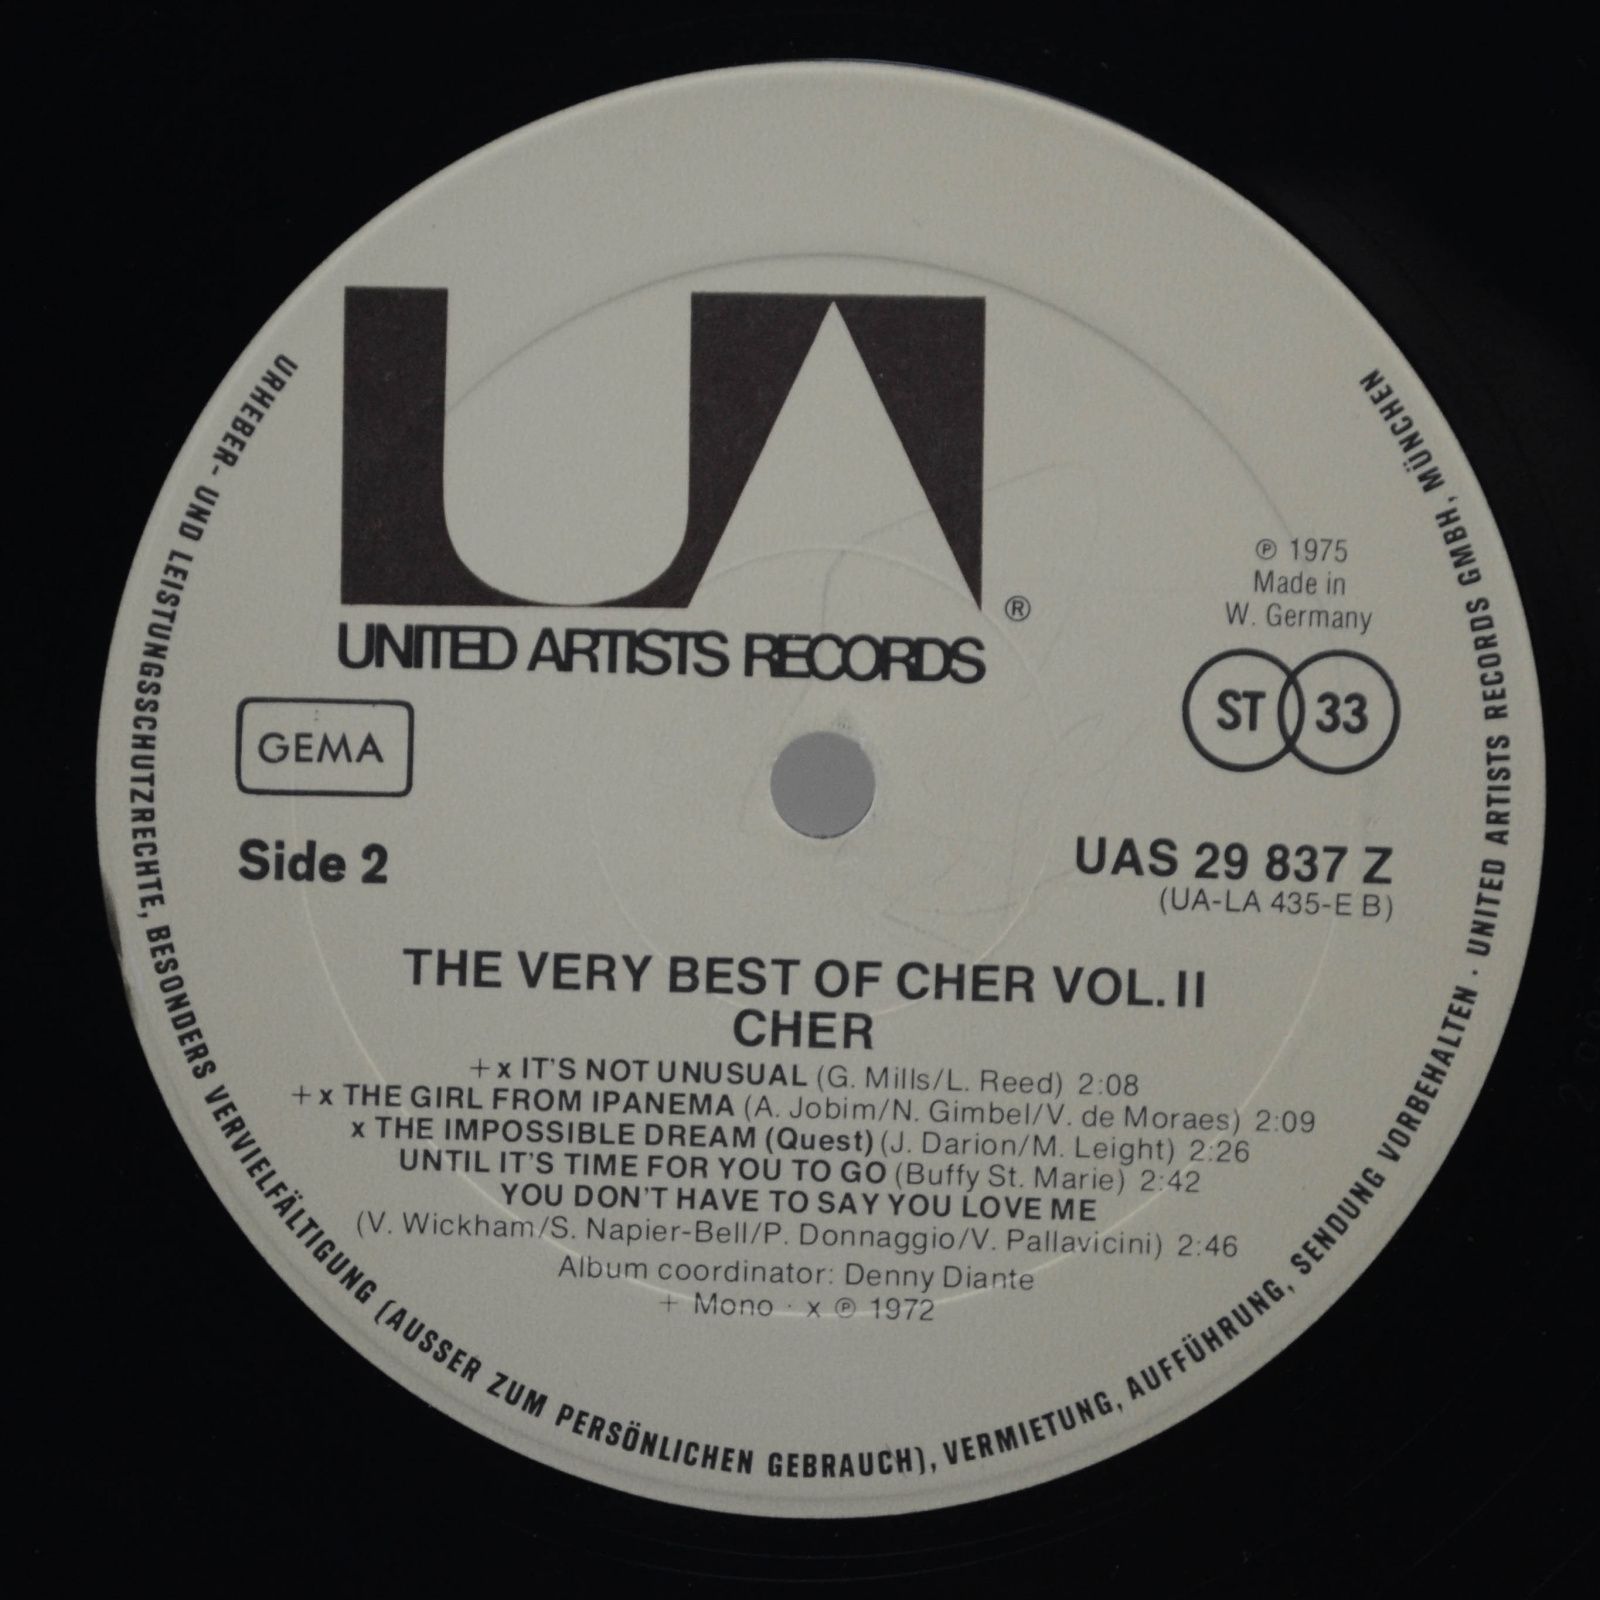 UA
®
UNITED ARTISTS RECORDS
℗ 1975
Made in
W. Germany
GEMA
ST 33
Side 2
UAS 29 837 Z
(UA-LA 435-E B)
THE VERY BEST OF CHER VOL. II
CHER
+ x IT'S NOT UNUSUAL (G. Mills/L. Reed) 2:08
+ x THE GIRL FROM IPANEMA (A. Jobim/N. Gimbel/V. de Moraes) 2:09
x THE IMPOSSIBLE DREAM (Quest) (J. Darion/M. Leight) 2:26
UNTIL IT'S TIME FOR YOU TO GO (Buffy St. Marie) 2:42
YOU DON'T HAVE TO SAY YOU LOVE ME
(V. Wickham/S. Napier-Bell/P. Donnaggio/V. Pallavicini) 2:46
Album coordinator: Denny Diante
+ Mono · x ℗ 1972
URHEBER- UND LEISTUNGSSCHUTZRECHTE, BESONDERS VERVIELFÄLTIGUNG (AUSSER ZUM PERSÖNLICHEN GEBRAUCH), VERMIETUNG, AUFFÜHRUNG, SENDUNG VORBEHALTEN · UNITED ARTISTS RECORDS GMBH, MÜNCHEN